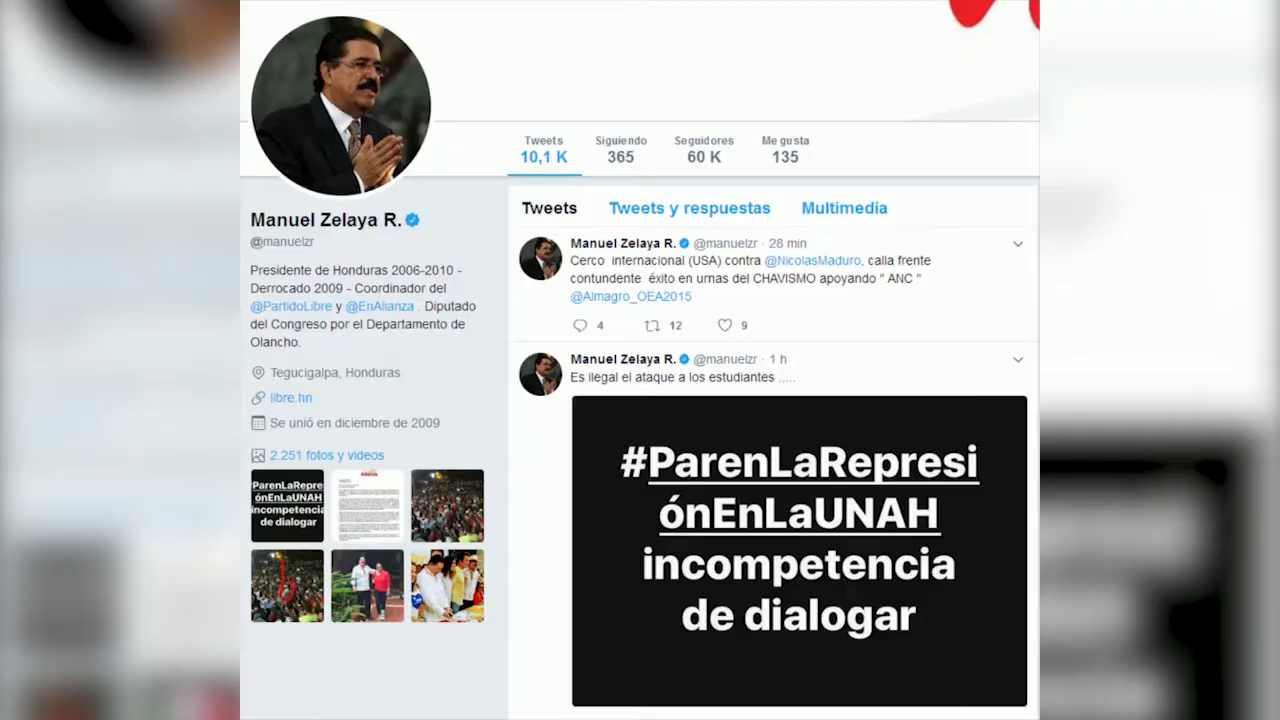 Tweets
10,1 K
Siguiendo
365
Seguidores
60 K
Me gusta
135
Manuel Zelaya R.
@manuelzr
Presidente de Honduras 2006-2010 -
Derrocado 2009 - Coordinador del
@PartidoLibre y @EnAlianza . Diputado
del Congreso por el Departamento de
Olancho.
Tegucigalpa, Honduras
libre.hn
Se unió en diciembre de 2009
2.251 fotos y videos
ParenLaRepre
ónEnLaUNAH
incompetencia
de dialogar
Tweets Tweets y respuestas Multimedia
Manuel Zelaya R. @manuelzr · 28 min
Cerco internacional (USA) contra @NicolasMaduro, calla frente
contundente éxito en urnas del CHAVISMO apoyando " ANC "
@Almagro_OEA2015
4 12 9
Manuel Zelaya R. @manuelzr · 1 h
Es ilegal el ataque a los estudiantes .....
#ParenLaRepresi
ónEnLaUNAH
incompetencia
de dialogar